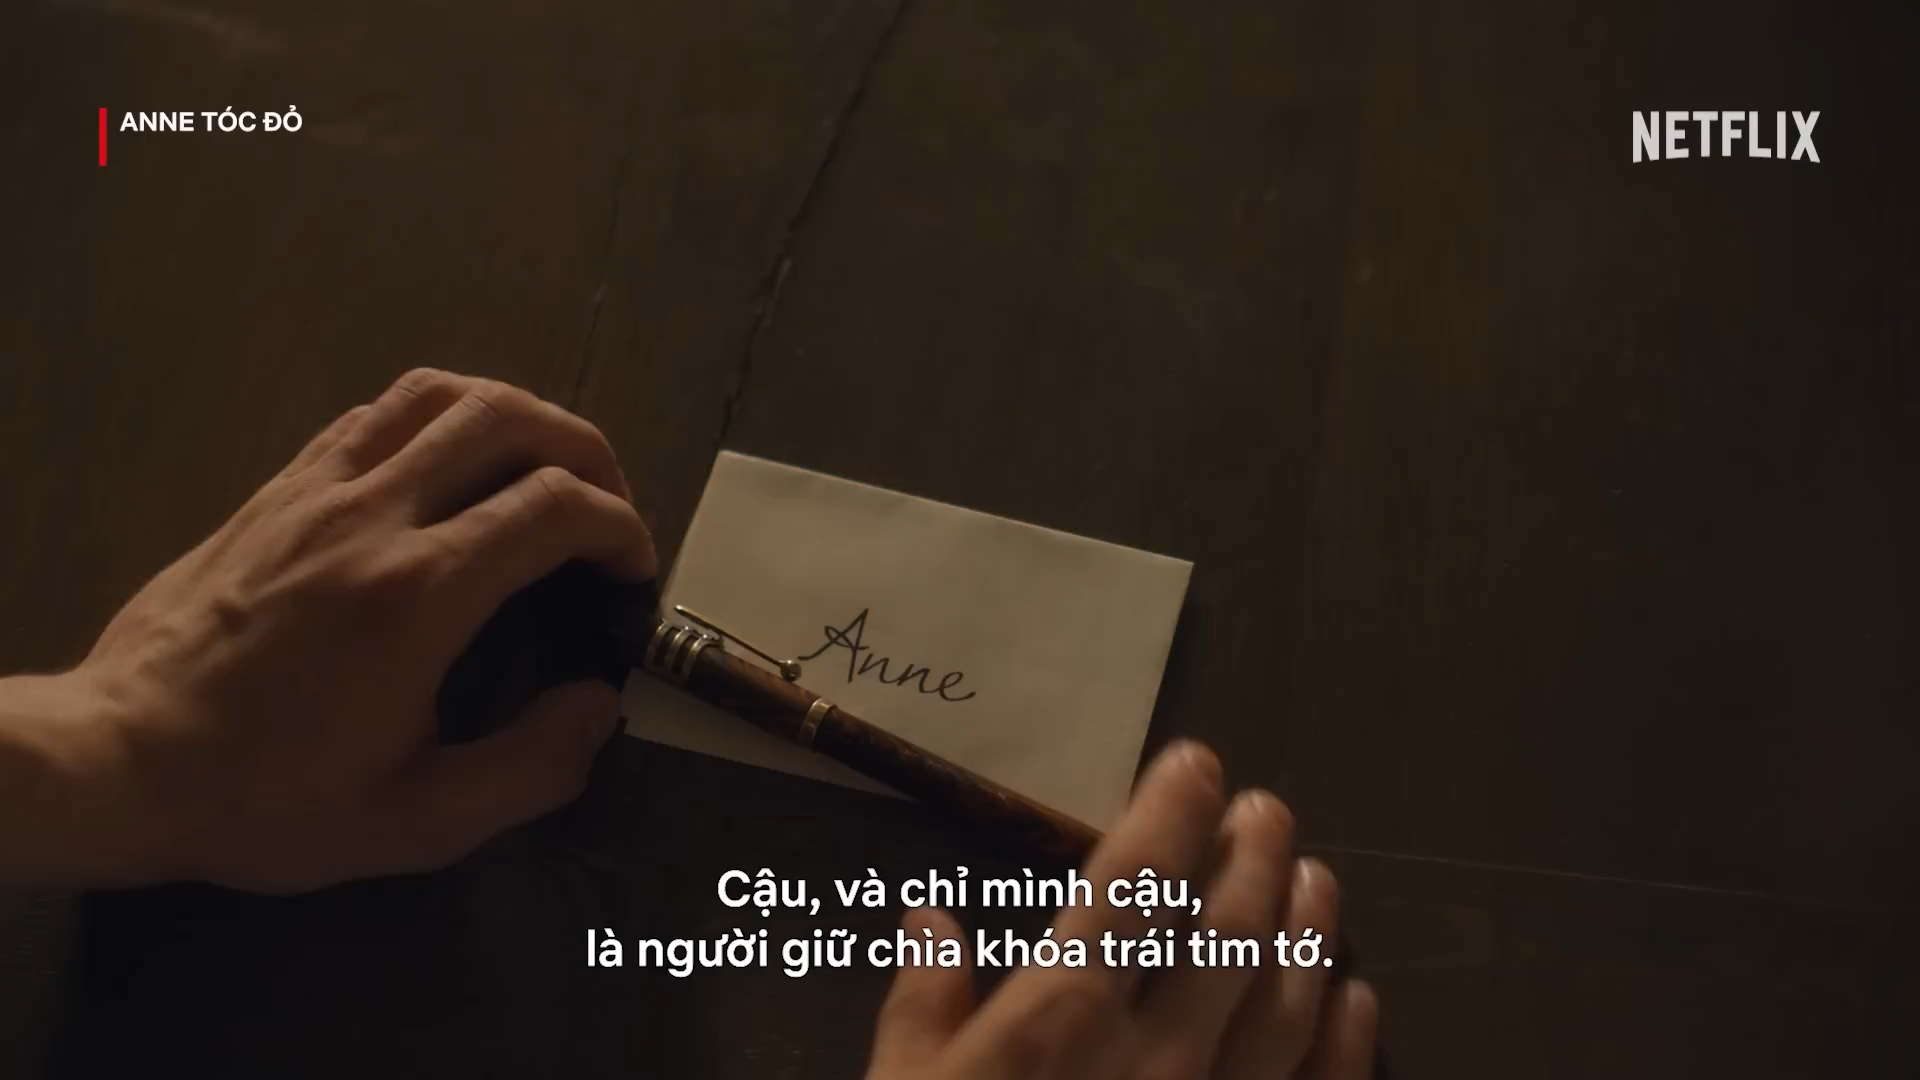 ANNE TÓC ĐỎ
NETFLIX
Anne
Cậu, và chỉ mình cậu,
là người giữ chìa khóa trái tim tớ.